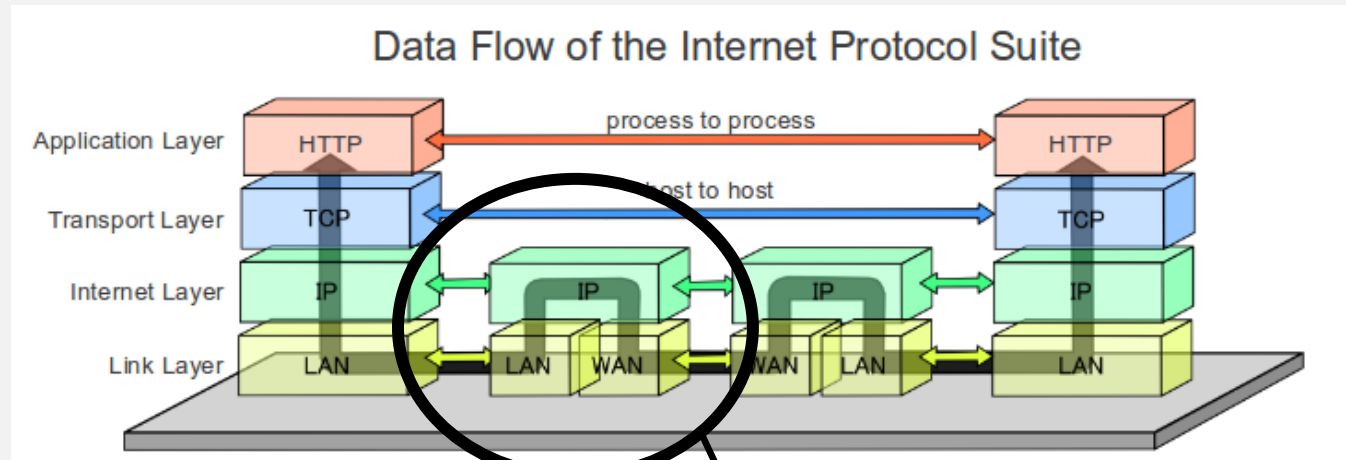 Data Flow of the Internet Protocol Suite
Application Layer HTTP process to process HTTP
host to host
Transport Layer TCP TCP
Internet Layer IP IP IP IP
Link Layer LAN LAN WAN WAN LAN LAN